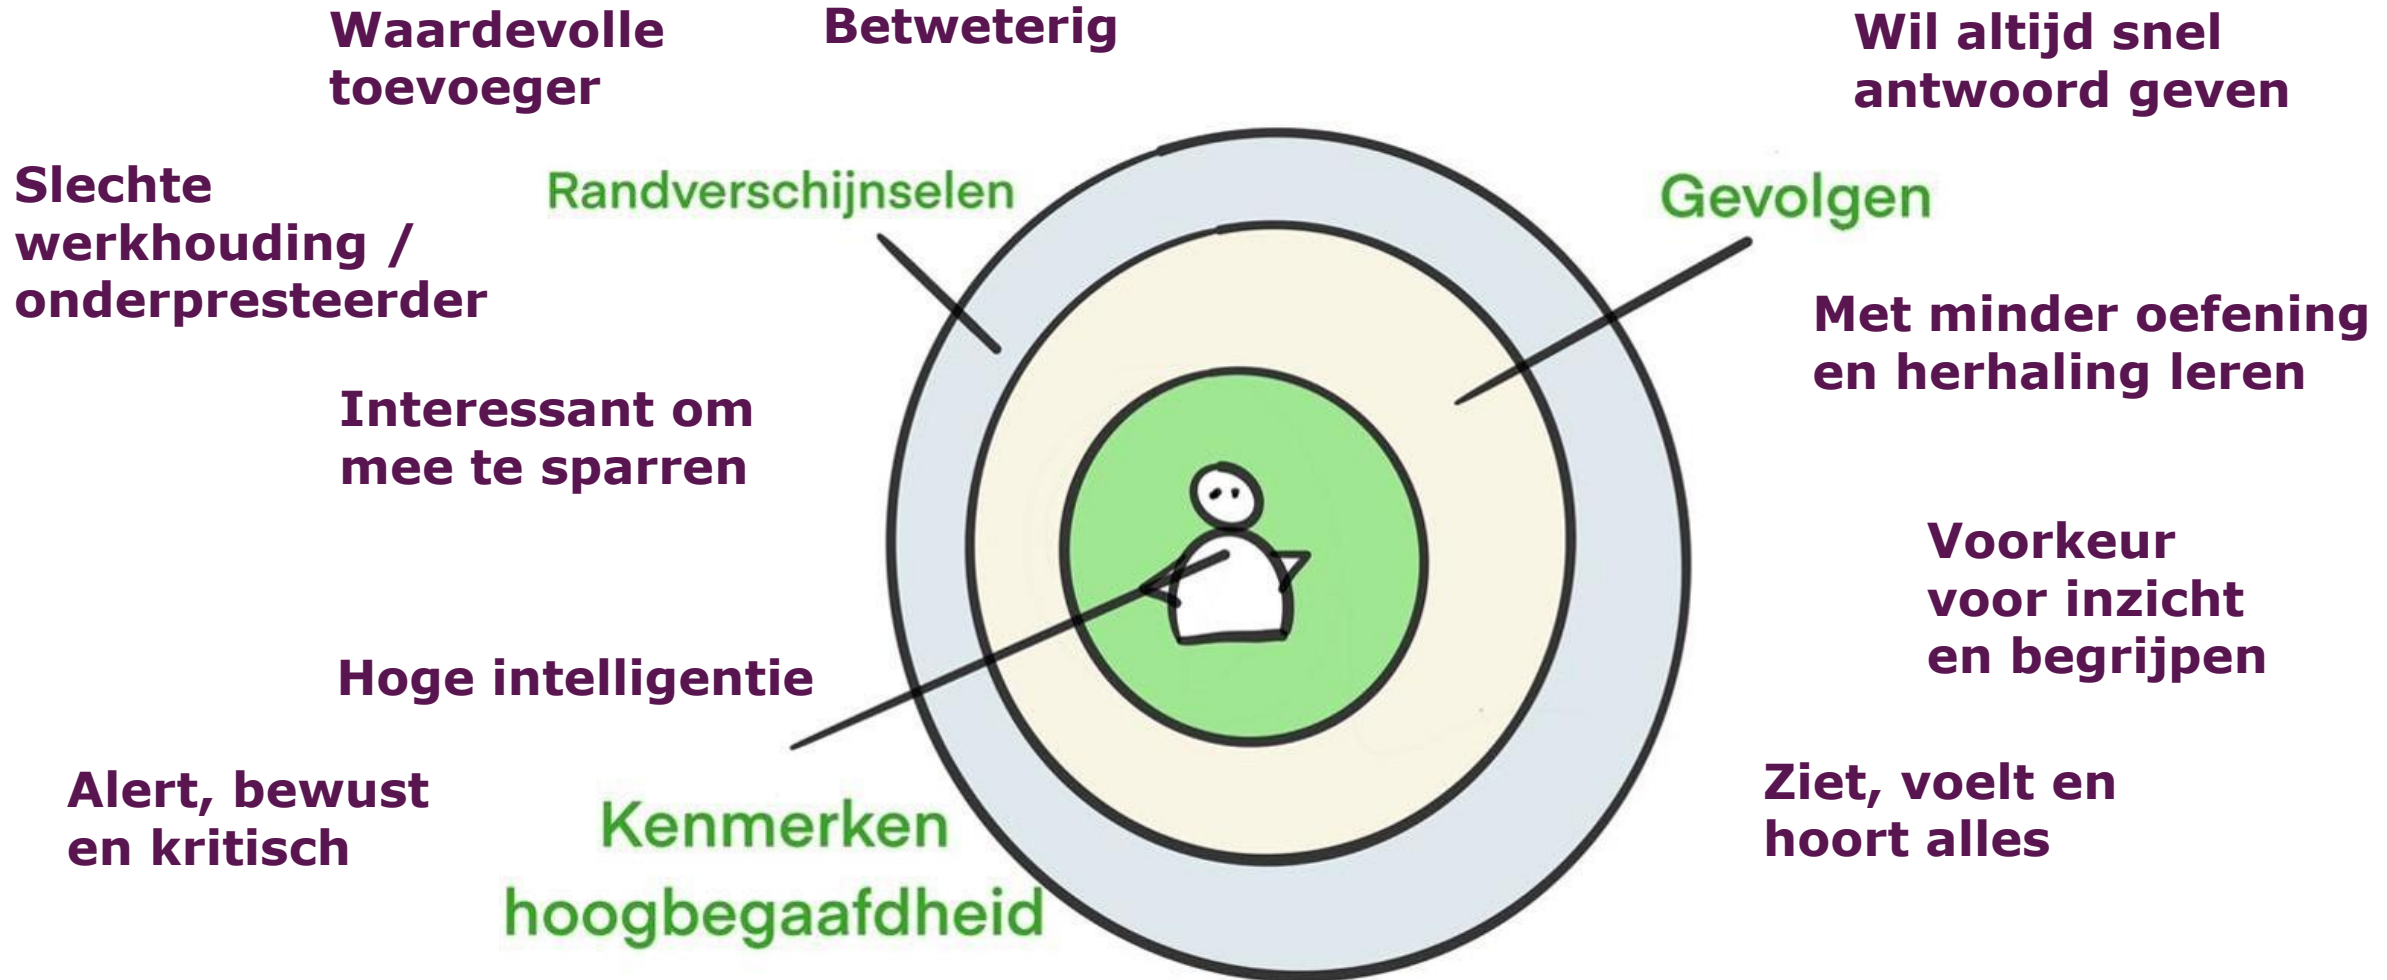 Waardevolle
toevoeger
Betweterig
Wil altijd snel
antwoord geven
Slechte
werkhouding /
onderpresteerder
Randverschijnselen
Gevolgen
Met minder oefening
en herhaling leren
Interessant om
mee te sparren
Voorkeur
voor inzicht
en begrijpen
Hoge intelligentie
Alert, bewust
en kritisch
Kenmerken
hoogbegaafdheid
Ziet, voelt en
hoort alles